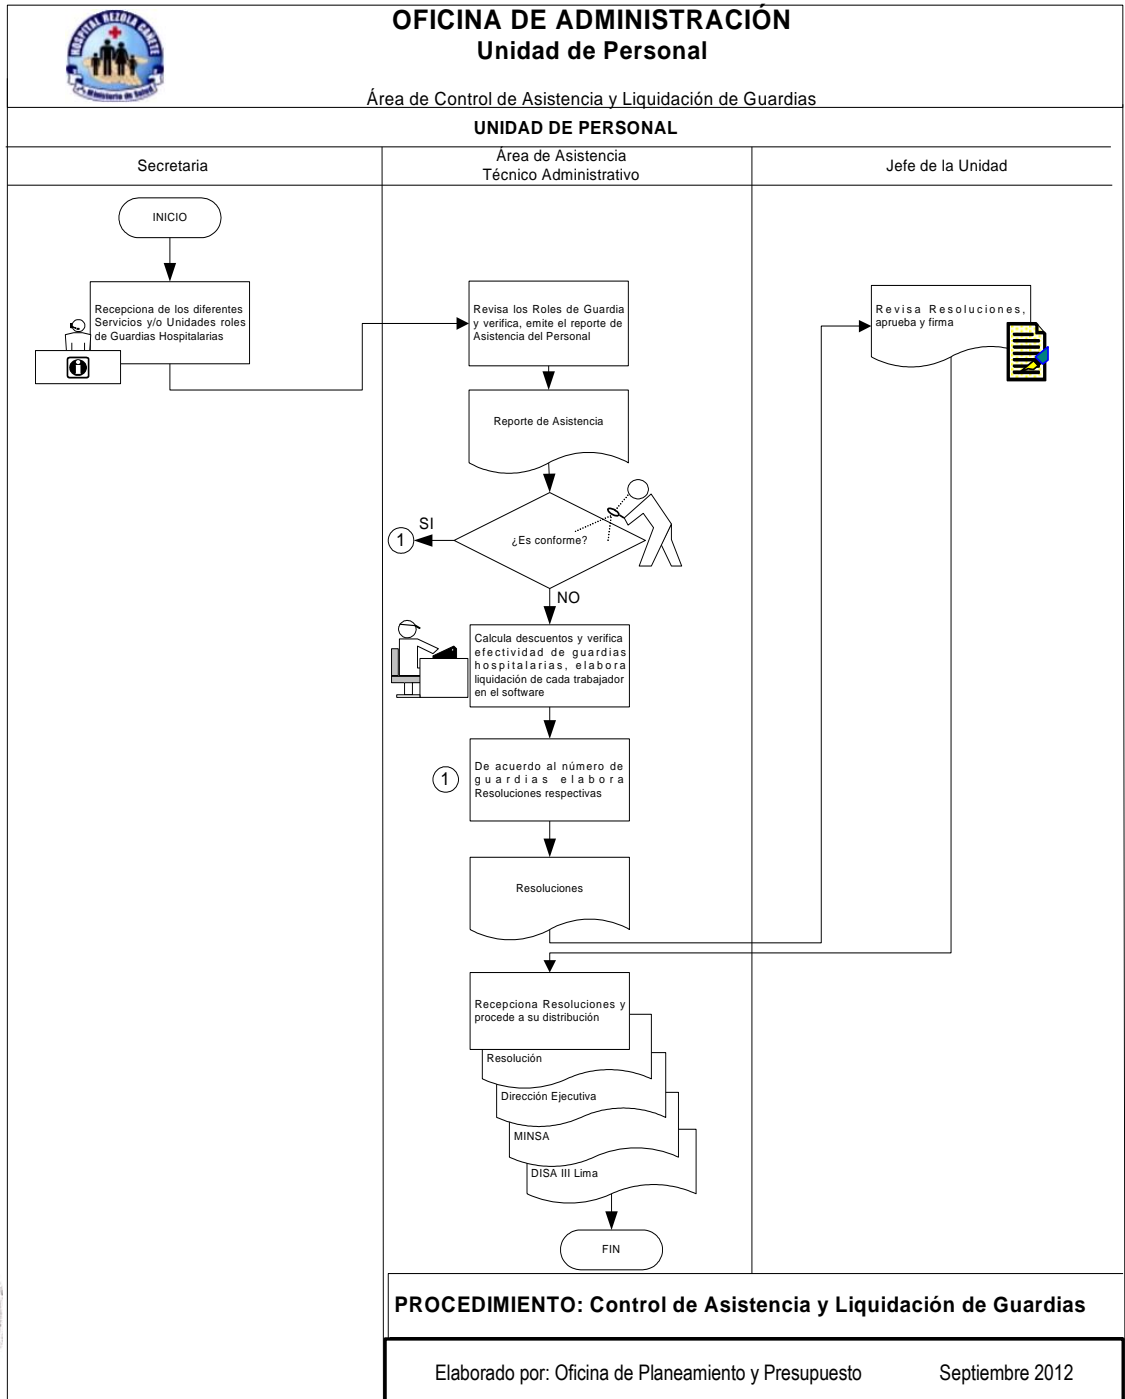 HOSPITAL REZOLA CAÑETE
Ministerio de Salud
OFICINA DE ADMINISTRACIÓN
Unidad de Personal
Área de Control de Asistencia y Liquidación de Guardias
UNIDAD DE PERSONAL
Secretaria
Área de Asistencia
Técnico Administrativo
Jefe de la Unidad
INICIO
Recepciona de los diferentes
Servicios y/o Unidades roles
de Guardias Hospitalarias
Revisa los Roles de Guardia
y verifica, emite el reporte de
Asistencia del Personal
Revisa Resoluciones,
aprueba y firma
Reporte de Asistencia
¿Es conforme?
SI
1
NO
Calcula descuentos y verifica
efectividad de guardias
hospitalarias, elabora
liquidación de cada trabajador
en el software
1
De acuerdo al número de
guardias elabora
Resoluciones respectivas
Resoluciones
Recepciona Resoluciones y
procede a su distribución
Resolución
Dirección Ejecutiva
MINSA
DISA III Lima
FIN
PROCEDIMIENTO: Control de Asistencia y Liquidación de Guardias
Elaborado por: Oficina de Planeamiento y Presupuesto Septiembre 2012